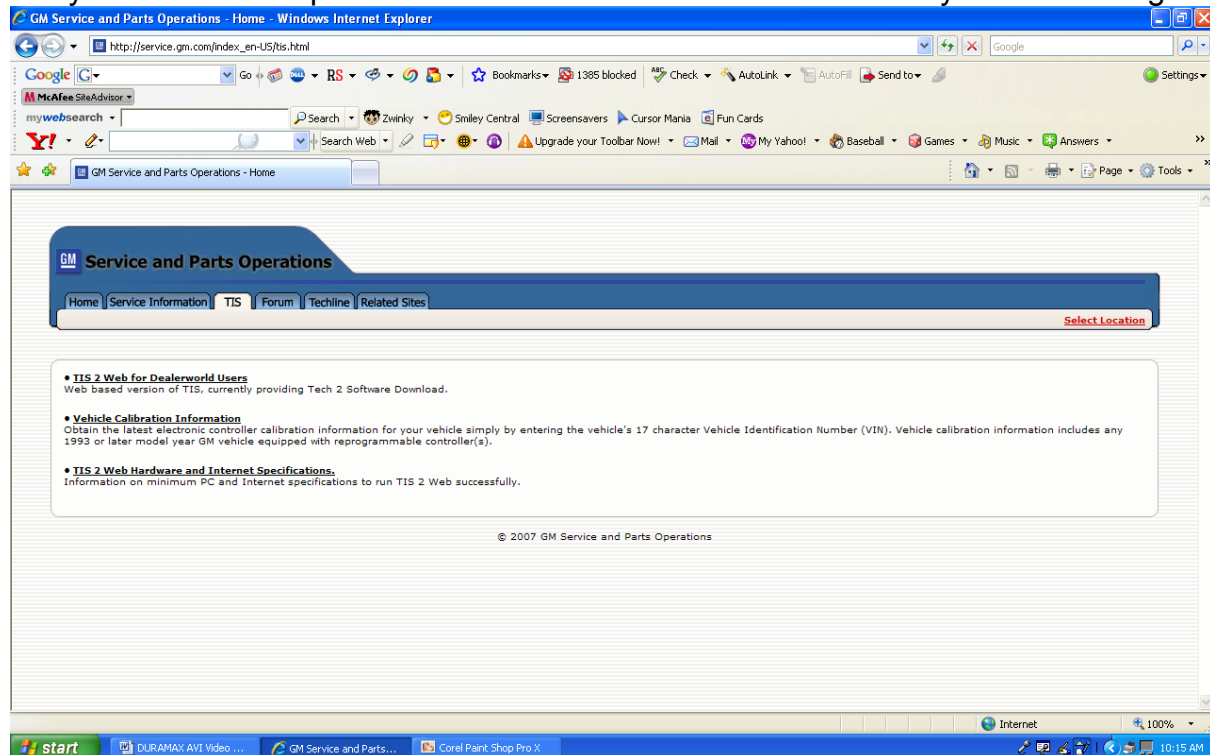 GM Service and Parts Operations - Home - Windows Internet Explorer
http://service.gm.com/index_en-US/tis.html
Google
Google G Go RS Bookmarks 1385 blocked ABC Check AutoLink AutoFill Send to Settings
M McAfee SiteAdvisor
mywebsearch Search Zwinky Smiley Central Screensavers Cursor Mania Fun Cards
Y! Search Web Upgrade your Toolbar Now! Mail My My Yahoo! Baseball Games Music Answers >>
GM Service and Parts Operations - Home Page Tools »
GM Service and Parts Operations
Home Service Information TIS Forum Techline Related Sites
Select Location
• TIS 2 Web for Dealerworld Users
Web based version of TIS, currently providing Tech 2 Software Download.
• Vehicle Calibration Information
Obtain the latest electronic controller calibration information for your vehicle simply by entering the vehicle's 17 character Vehicle Identification Number (VIN). Vehicle calibration information includes any
1993 or later model year GM vehicle equipped with reprogrammable controller(s).
• TIS 2 Web Hardware and Internet Specifications.
Information on minimum PC and Internet specifications to run TIS 2 Web successfully.
© 2007 GM Service and Parts Operations
Internet 100%
start DURAMAX AVI Video ... GM Service and Parts... Corel Paint Shop Pro X 10:15 AM